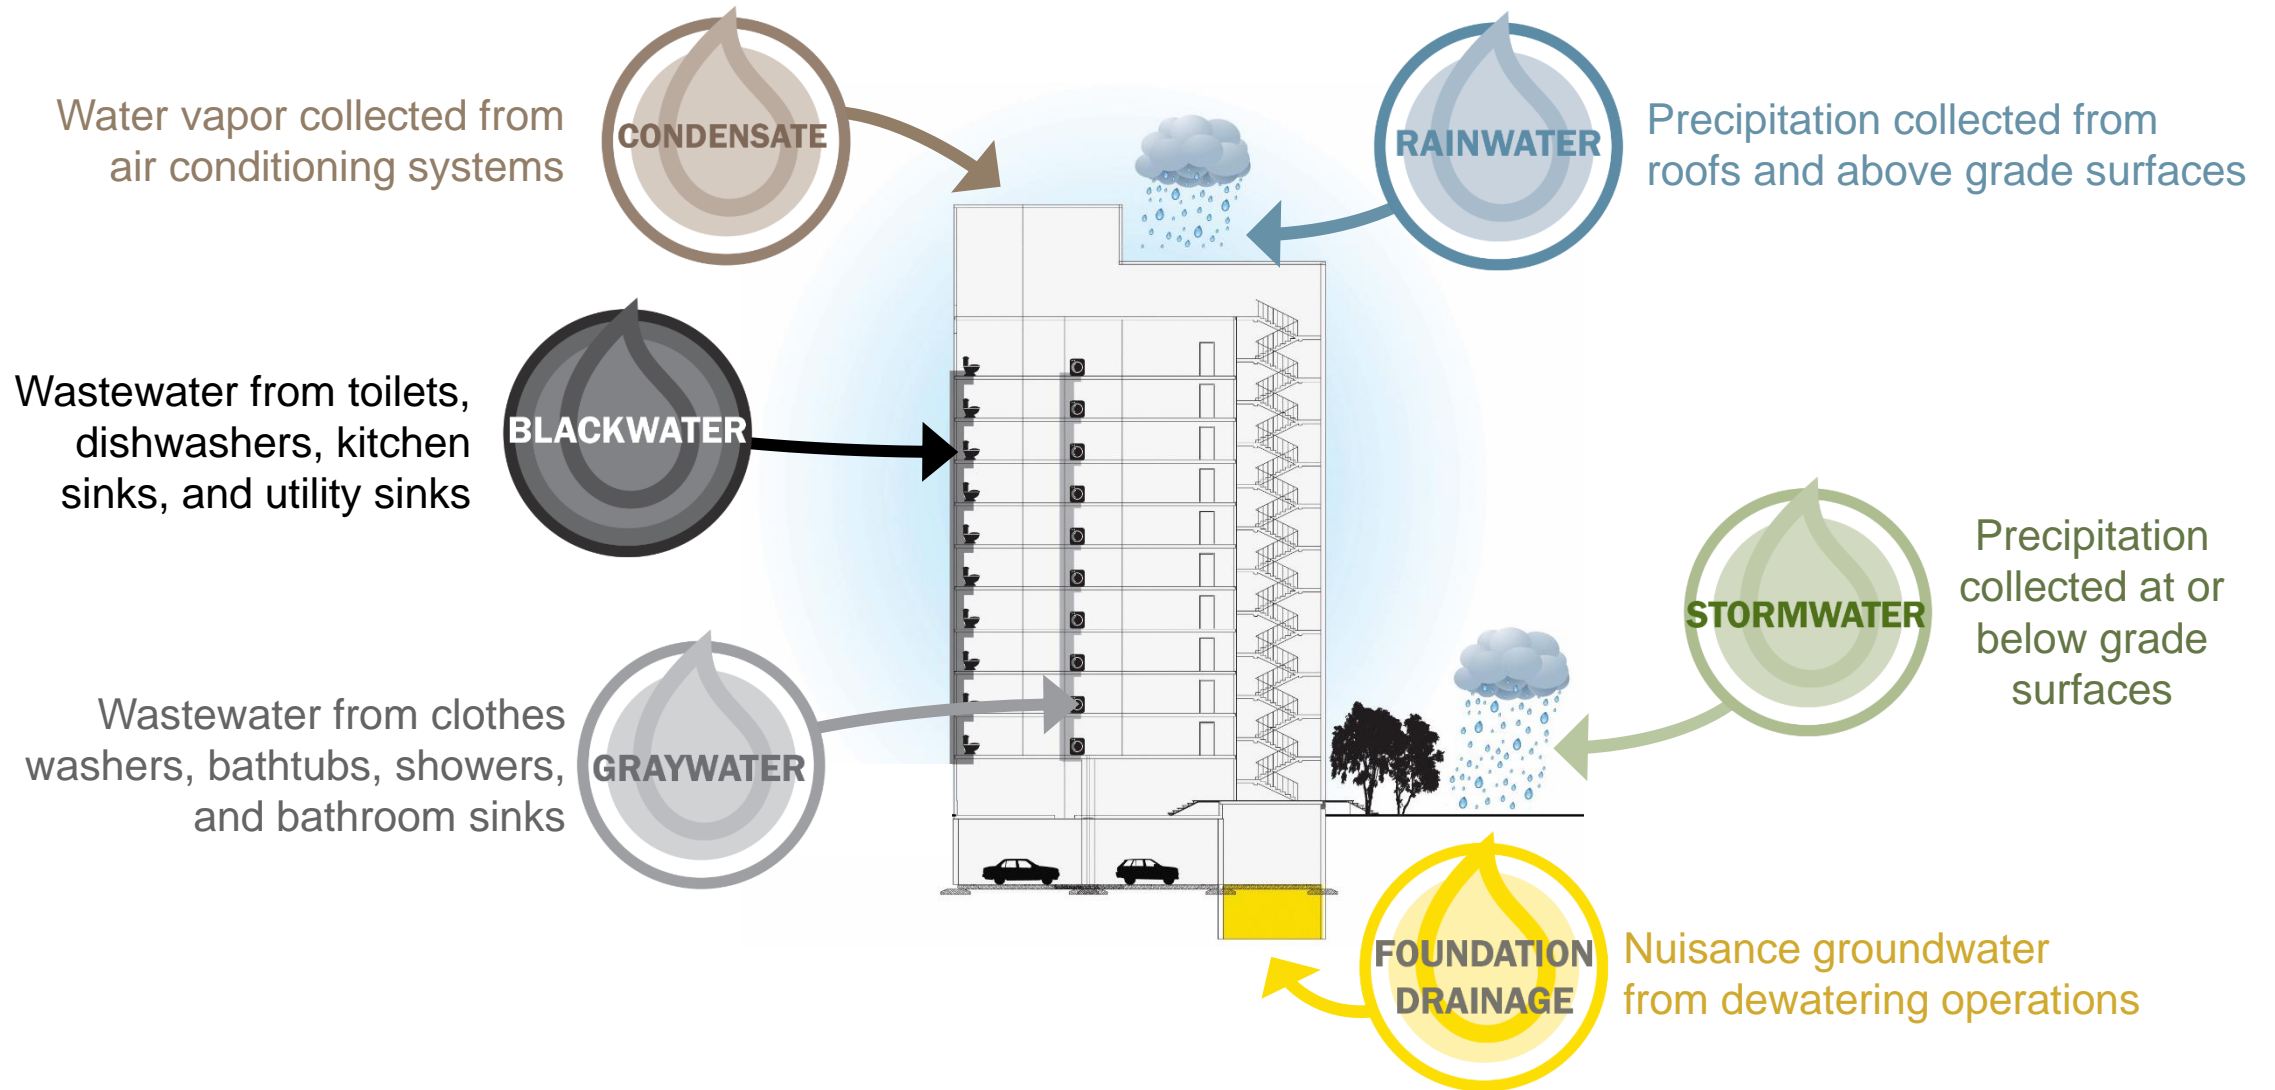 Water vapor collected from
air conditioning systems
CONDENSATE
RAINWATER
Precipitation collected from
roofs and above grade surfaces
Wastewater from toilets,
dishwashers, kitchen
sinks, and utility sinks
BLACKWATER
STORMWATER
Precipitation
collected at or
below grade
surfaces
Wastewater from clothes
washers, bathtubs, showers,
and bathroom sinks
GRAYWATER
FOUNDATION
DRAINAGE
Nuisance groundwater
from dewatering operations